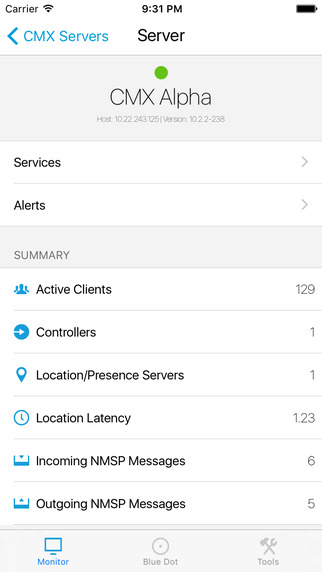 Carrier 9:31 PM
CMX Servers Server
CMX Alpha
Host: 10.22.243.125 | Version: 10.2.2-238
Services
Alerts
SUMMARY
Active Clients 129
Controllers 1
Location/Presence Servers 1
Location Latency 1.23
Incoming NMSP Messages 6
Outgoing NMSP Messages 5
Monitor Blue Dot Tools